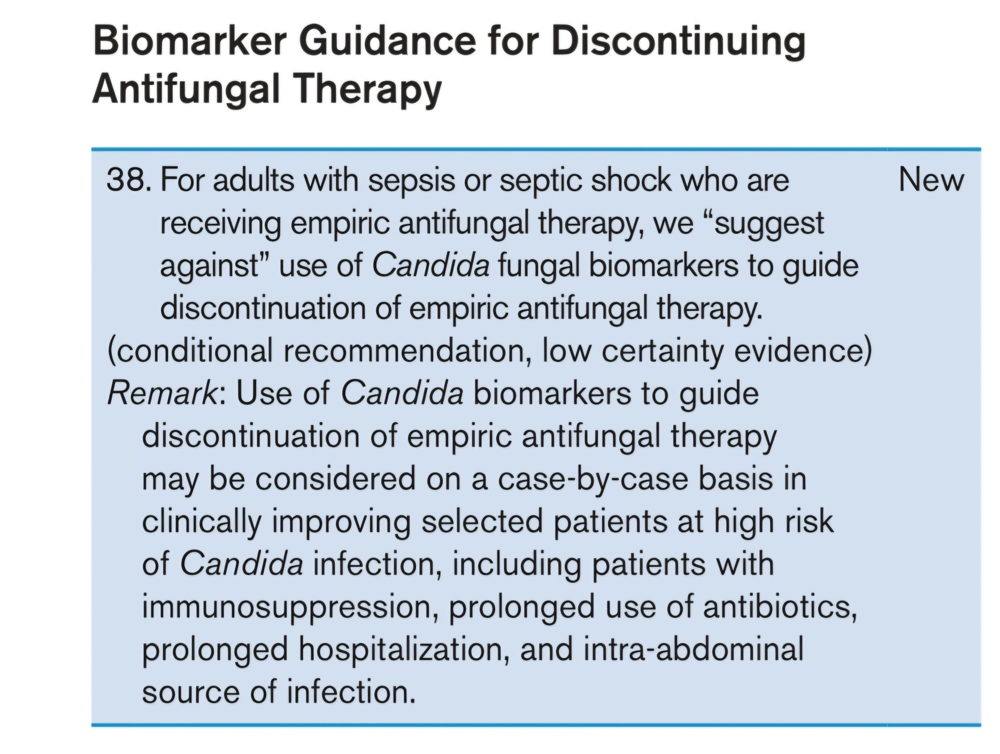 Biomarker Guidance for Discontinuing
Antifungal Therapy
38. For adults with sepsis or septic shock who are New
receiving empiric antifungal therapy, we “suggest
against” use of Candida fungal biomarkers to guide
discontinuation of empiric antifungal therapy.
(conditional recommendation, low certainty evidence)
Remark: Use of Candida biomarkers to guide
discontinuation of empiric antifungal therapy
may be considered on a case-by-case basis in
clinically improving selected patients at high risk
of Candida infection, including patients with
immunosuppression, prolonged use of antibiotics,
prolonged hospitalization, and intra-abdominal
source of infection.